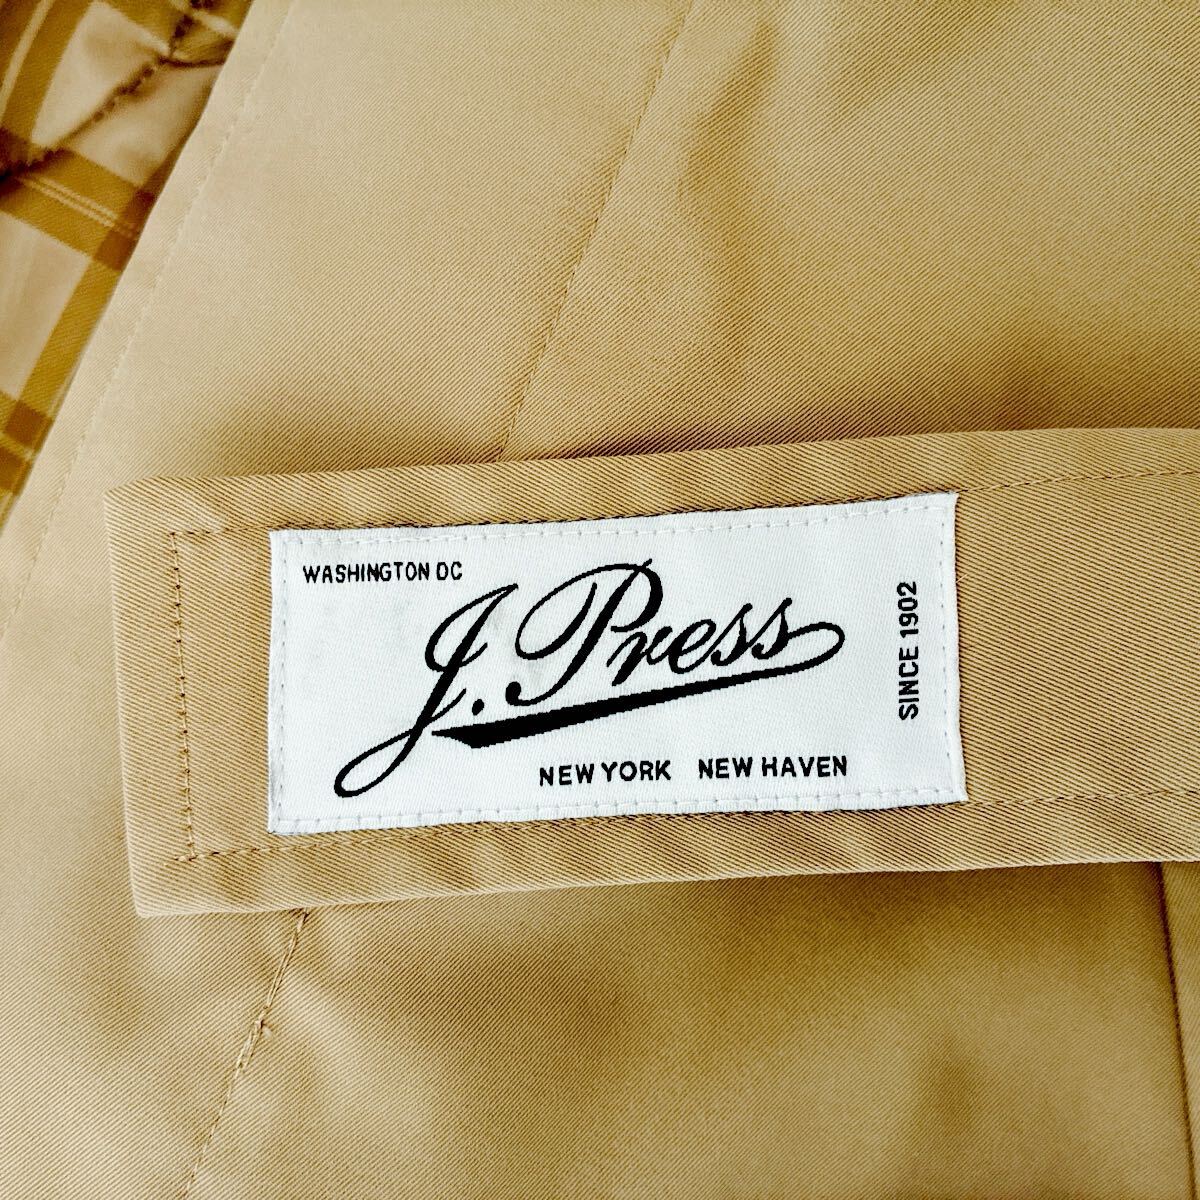 WASHINGTON DC
J. Press
NEW YORK NEW HAVEN
SINCE 1902